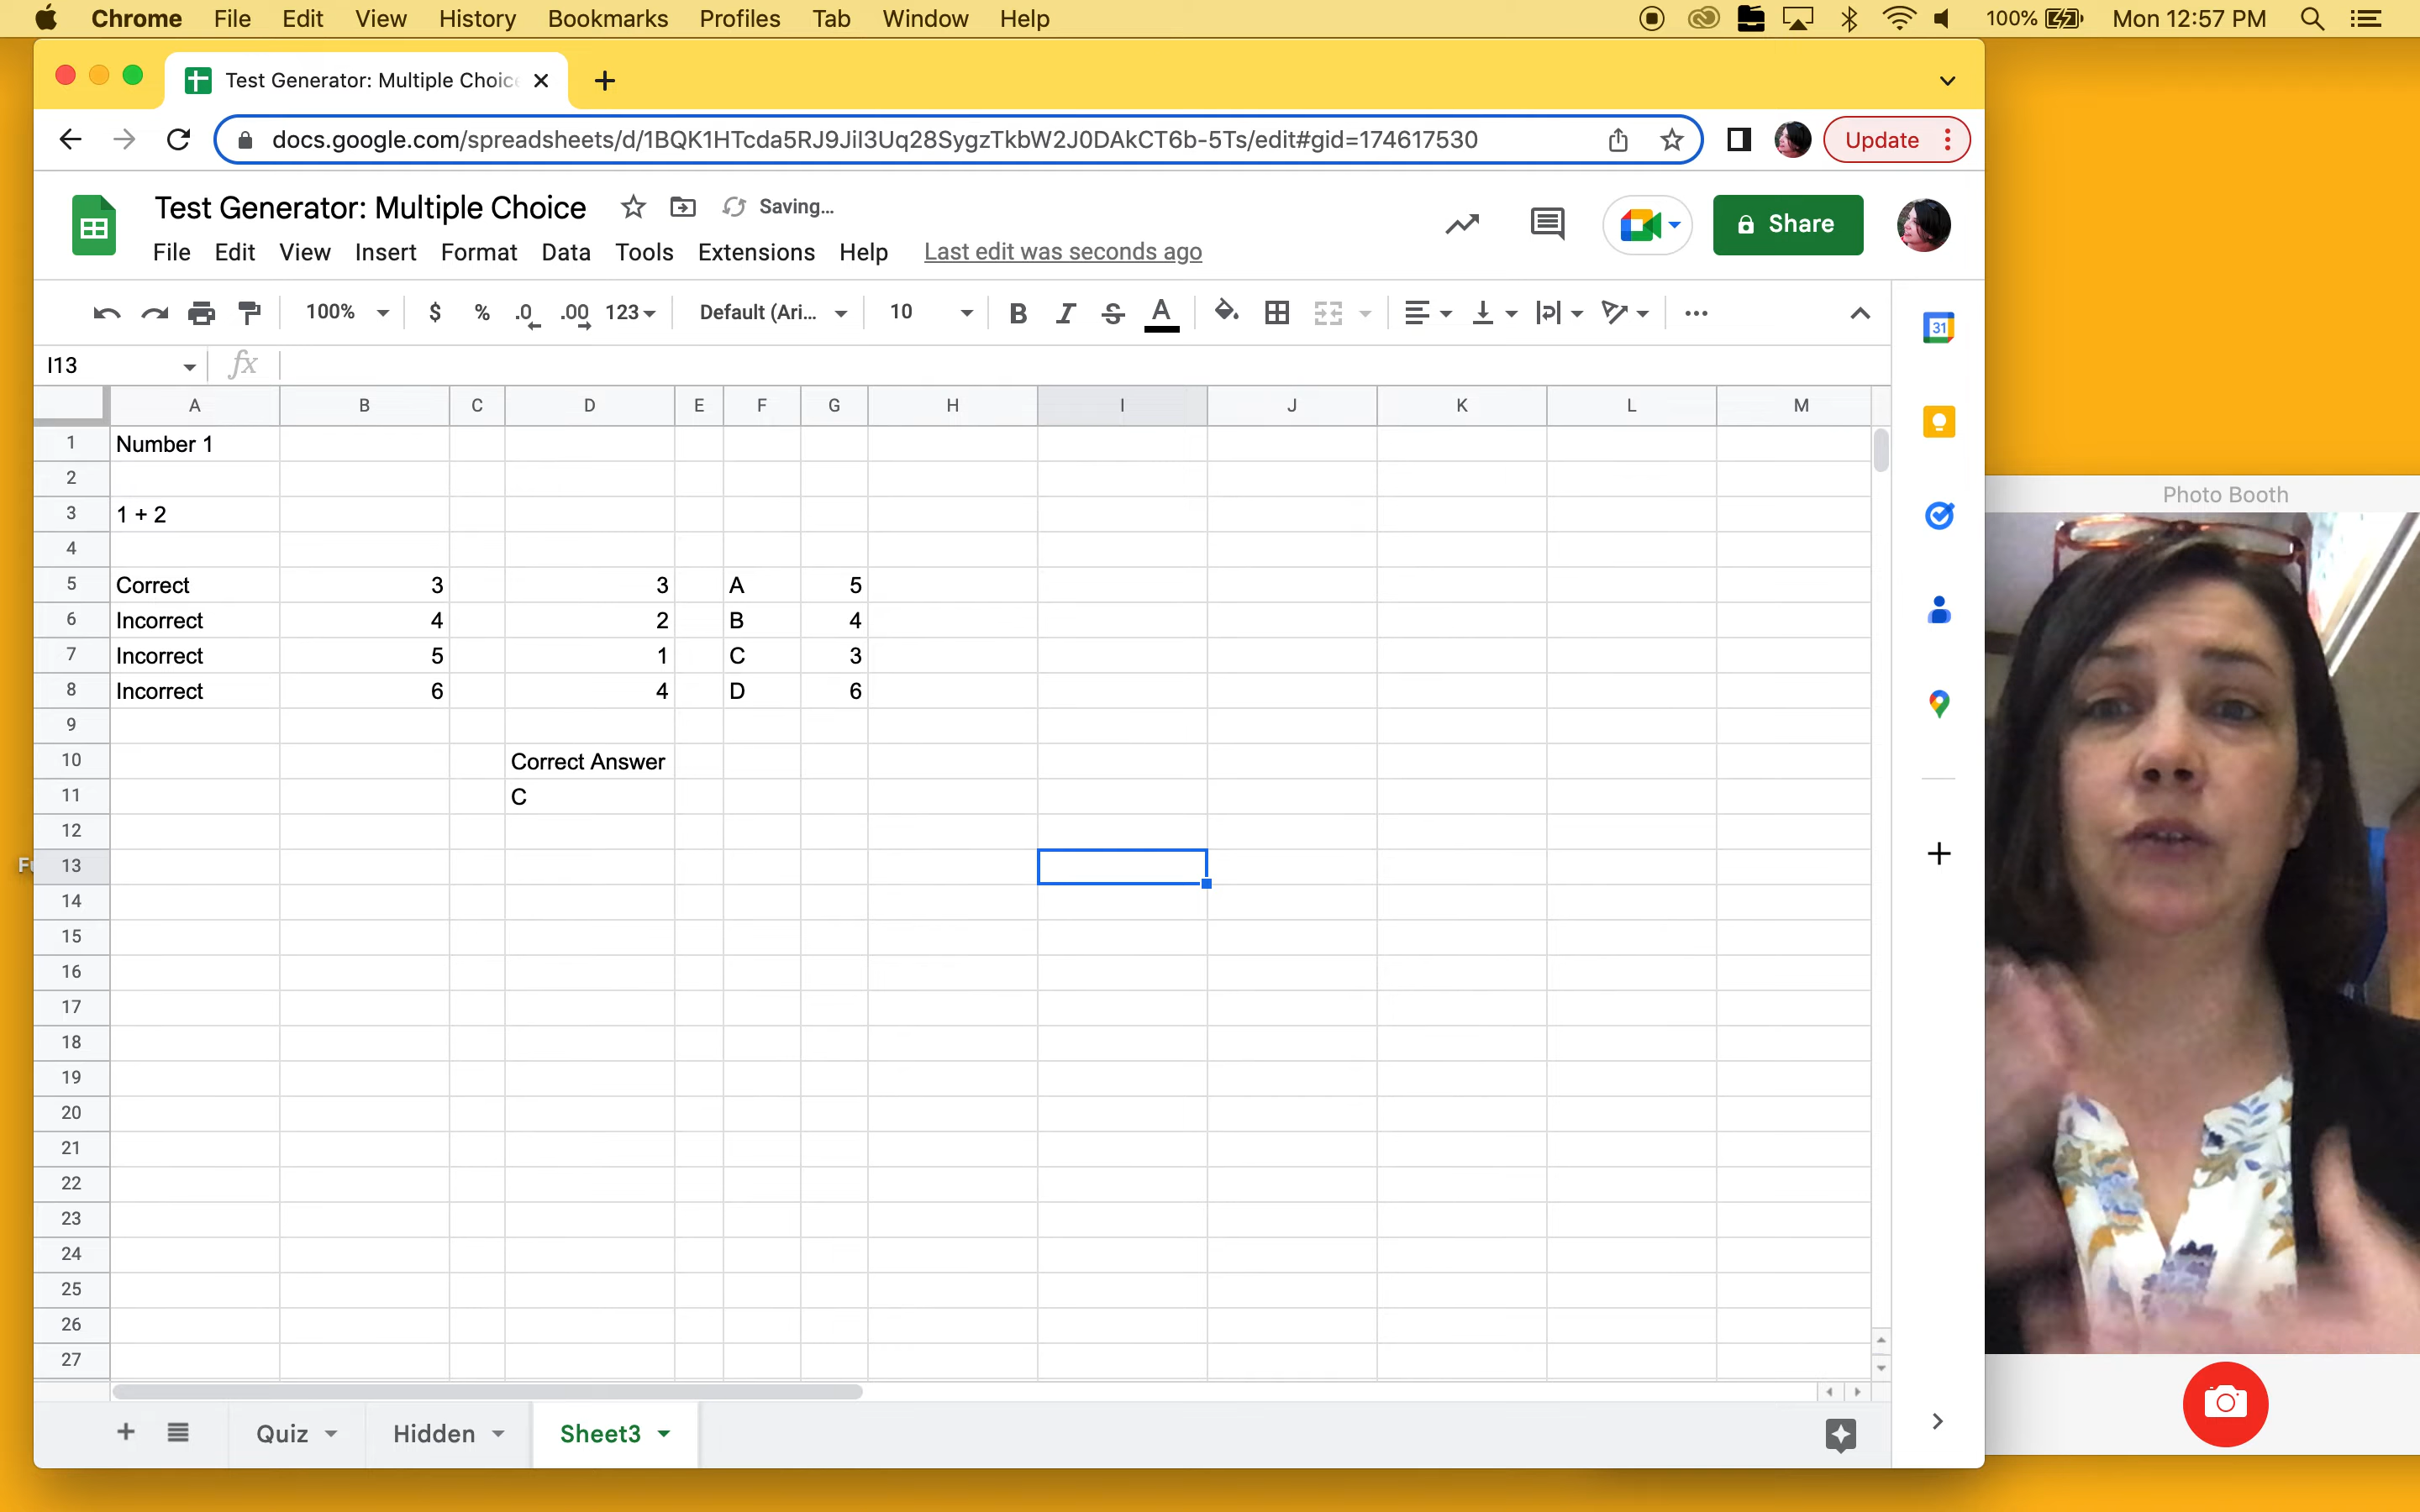 Chrome File Edit View History Bookmarks Profiles Tab Window Help 100% Mon 12:57 PM
Test Generator: Multiple Choice
docs.google.com/spreadsheets/d/1BQK1HTcda5RJ9JiI3Uq28SygzTkbW2J0DAkCT6b-5Ts/edit#gid=174617530 Update
Test Generator: Multiple Choice Saving...
Share
File Edit View Insert Format Data Tools Extensions Help Last edit was seconds ago
100% $ % .0 .00 123 Default (Ari... 10 B I S A
31
I13 fx
A B C D E F G H I J K L M
1 Number 1
2
Photo Booth
3 1 + 2
4
5 Correct 3 3 A 5
6 Incorrect 4 2 B 4
7 Incorrect 5 1 C 3
8 Incorrect 6 4 D 6
9
10 Correct Answer
11 C
12
13
14
15
16
17
18
19
20
21
22
23
24
25
26
27
Quiz Hidden Sheet3